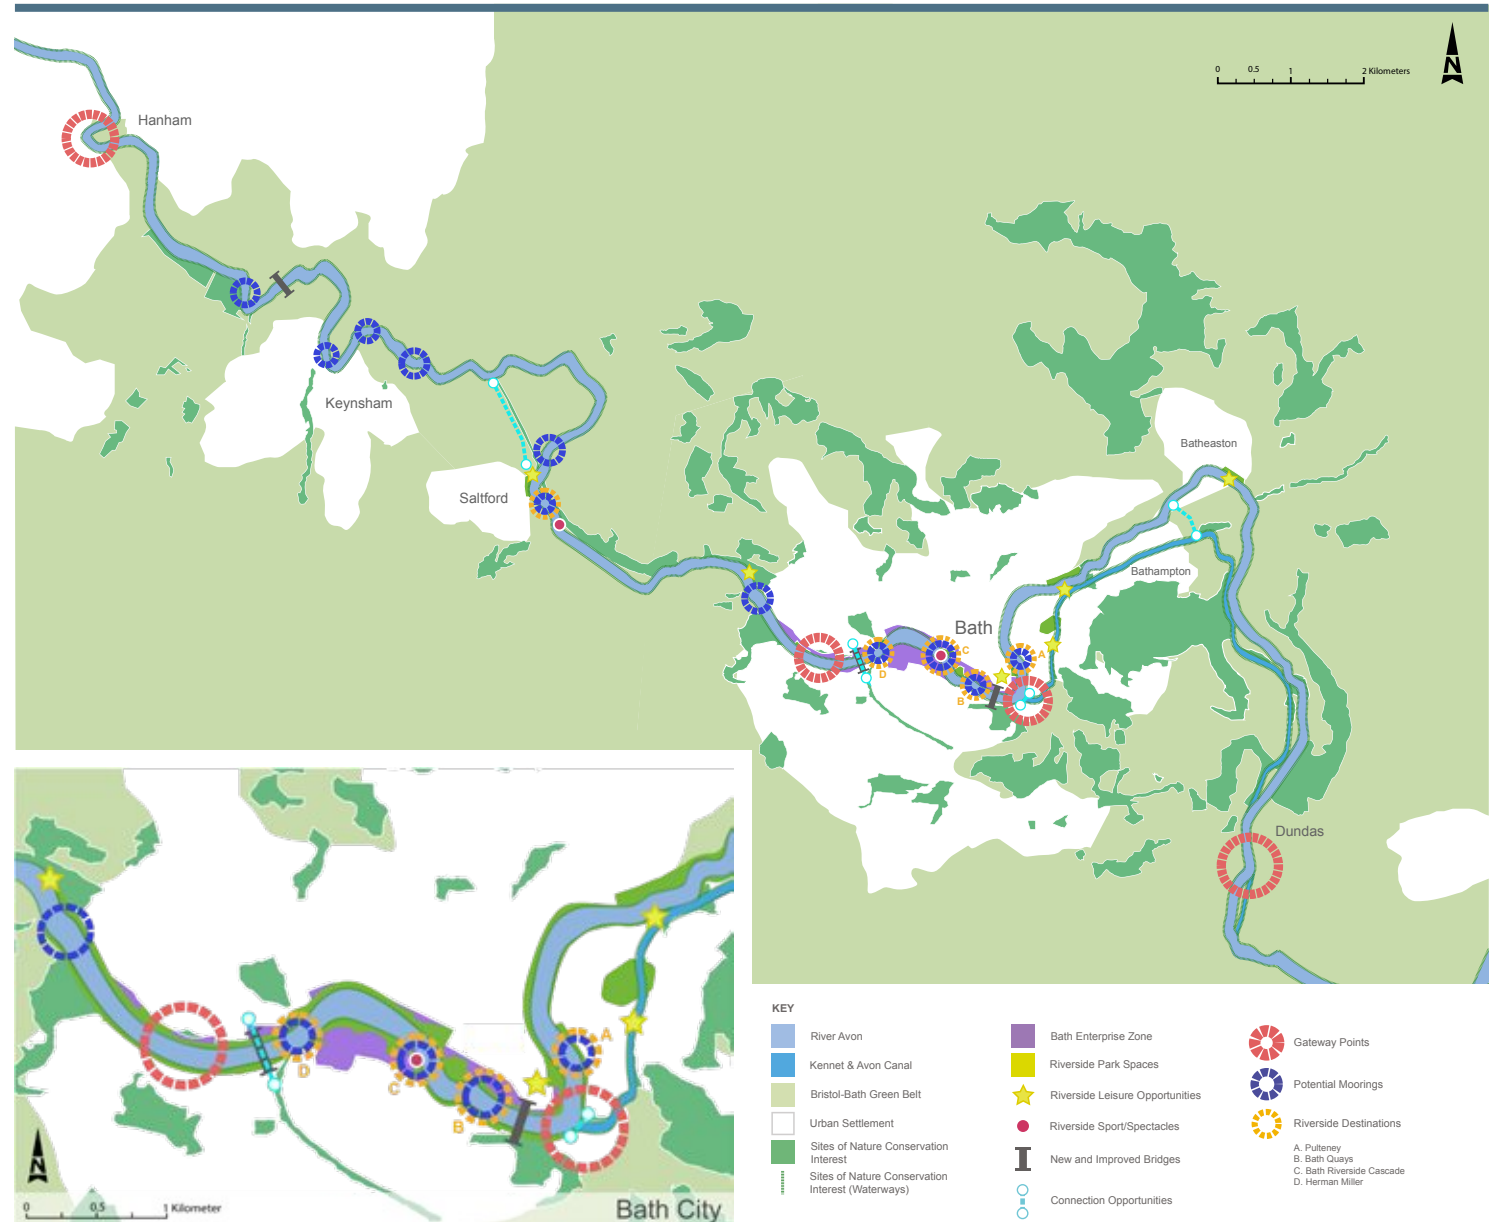 N
0 0.5 1 2 Kilometers
Hanham
Keynsham
Saltford
Batheaston
Bathampton
Bath
C
A
D
B
Dundas
A
D
C
B
N
0 0.5 1 Kilometer
Bath City
KEY
River Avon
Kennet & Avon Canal
Bristol-Bath Green Belt
Urban Settlement
Sites of Nature Conservation
Interest
Sites of Nature Conservation
Interest (Waterways)
Bath Enterprise Zone
Riverside Park Spaces
Riverside Leisure Opportunities
Riverside Sport/Spectacles
New and Improved Bridges
Connection Opportunities
Gateway Points
Potential Moorings
Riverside Destinations
A. Pulteney
B. Bath Quays
C. Bath Riverside Cascade
D. Herman Miller